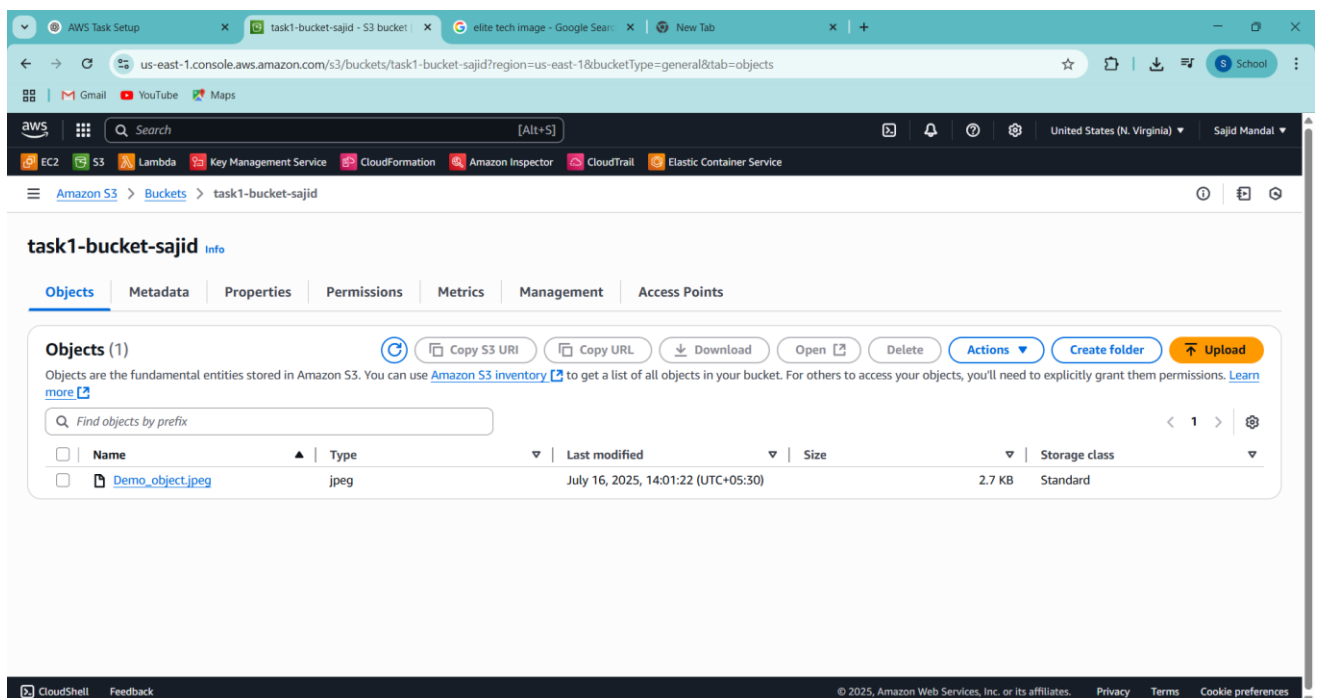 AWS Task Setup
task1-bucket-sajid - S3 bucket |
elite tech image - Google Searc
New Tab
us-east-1.console.aws.amazon.com/s3/buckets/task1-bucket-sajid?region=us-east-1&bucketType=general&tab=objects
S School
Gmail YouTube Maps
aws Search [Alt+S] United States (N. Virginia) ▼ Sajid Mandal ▼
EC2 S3 Lambda Key Management Service CloudFormation Amazon Inspector CloudTrail Elastic Container Service
Amazon S3 > Buckets > task1-bucket-sajid
task1-bucket-sajid Info
Objects Metadata Properties Permissions Metrics Management Access Points
Objects (1) Copy S3 URI Copy URL Download Open Delete Actions ▼ Create folder Upload
Objects are the fundamental entities stored in Amazon S3. You can use Amazon S3 inventory to get a list of all objects in your bucket. For others to access your objects, you'll need to explicitly grant them permissions. Learn
more
Find objects by prefix < 1 >
Name ▲ Type Last modified Size Storage class
Demo_object.jpeg jpeg July 16, 2025, 14:01:22 (UTC+05:30) 2.7 KB Standard
CloudShell Feedback © 2025, Amazon Web Services, Inc. or its affiliates. Privacy Terms Cookie preferences